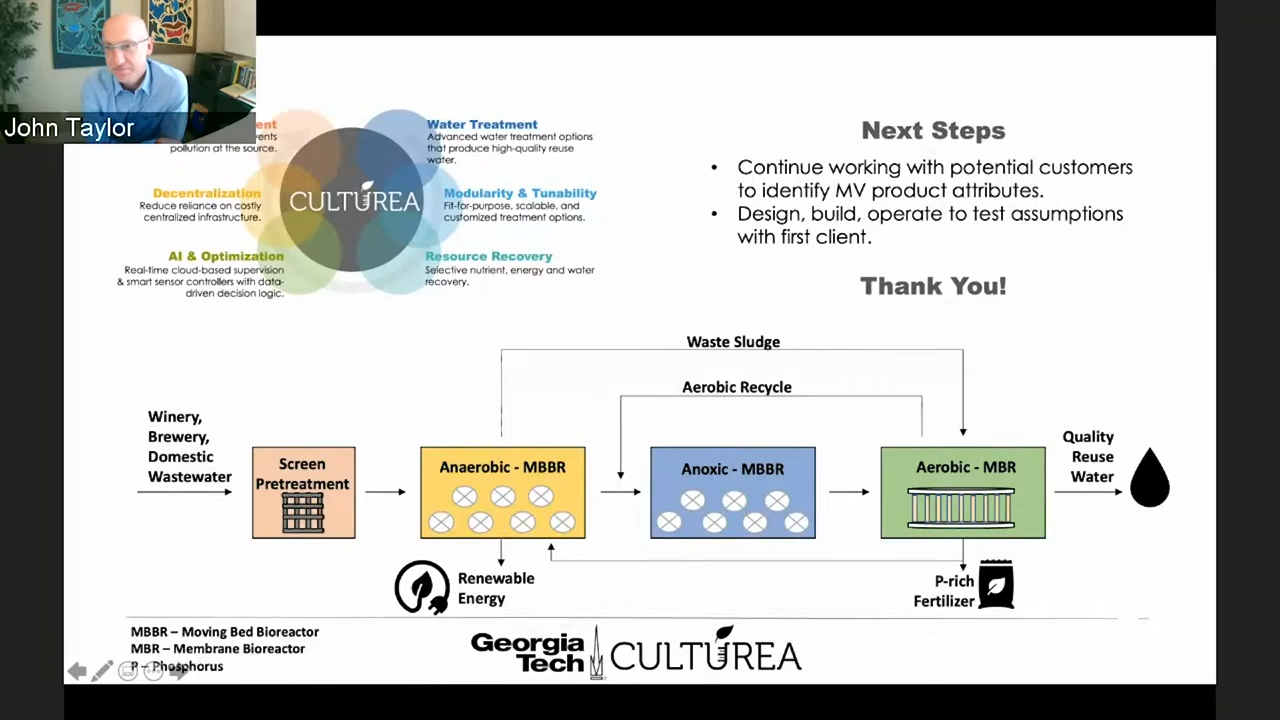 John Taylor
ent
vents
pollution at the source.
Decentralization
Reduce reliance on costly
centralized infrastructure.
AI & Optimization
Real-time cloud-based supervision
& smart sensor controllers with data-
driven decision logic.
CULTUREA
Water Treatment
Advanced water treatment options
that produce high-quality reuse
water.
Modularity & Tunability
Fit-for-purpose, scalable, and
customized treatment options.
Resource Recovery
Selective nutrient, energy and water
recovery.
Next Steps
• Continue working with potential customers
to identify MV product attributes.
• Design, build, operate to test assumptions
with first client.
Thank You!
Waste Sludge
Aerobic Recycle
Winery,
Brewery,
Domestic
Wastewater
Screen
Pretreatment
Anaerobic - MBBR
Anoxic - MBBR
Aerobic - MBR
Quality
Reuse
Water
Renewable
Energy
P-rich
Fertilizer
MBBR – Moving Bed Bioreactor
MBR – Membrane Bioreactor
P – Phosphorus
Georgia
Tech
CULTUREA